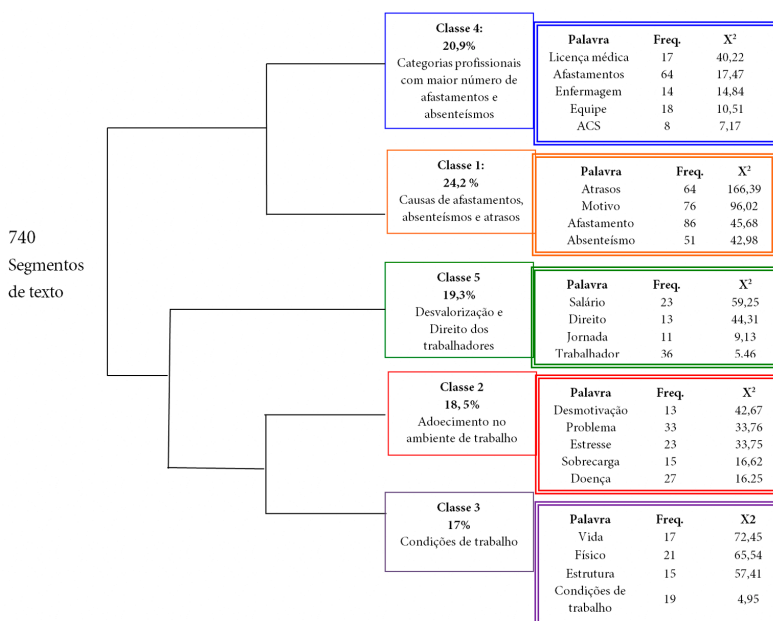 740
Segmentos
de texto
Classe 4:
20,9%
Categorias profissionais
com maior número de
afastamentos e
absenteísmos
Palavra Freq. X²
Licença médica 17 40,22
Afastamentos 64 17,47
Enfermagem 14 14,84
Equipe 18 10,51
ACS 8 7,17
Classe 1:
24,2 %
Causas de afastamentos,
absenteísmos e atrasos
Palavra Freq. X²
Atrasos 64 166,39
Motivo 76 96,02
Afastamento 86 45,68
Absenteísmo 51 42,98
Classe 5
19,3%
Desvalorização e
Direito dos
trabalhadores
Palavra Freq. X²
Salário 23 59,25
Direito 13 44,31
Jornada 11 9,13
Trabalhador 36 5.46
Classe 2
18, 5%
Adoecimento no
ambiente de trabalho
Palavra Freq. X²
Desmotivação 13 42,67
Problema 33 33,76
Estresse 23 33,75
Sobrecarga 15 16,62
Doença 27 16.25
Classe 3
17%
Condições de trabalho
Palavra Freq. X2
Vida 17 72,45
Físico 21 65,54
Estrutura 15 57,41
Condições de
trabalho 19 4,95